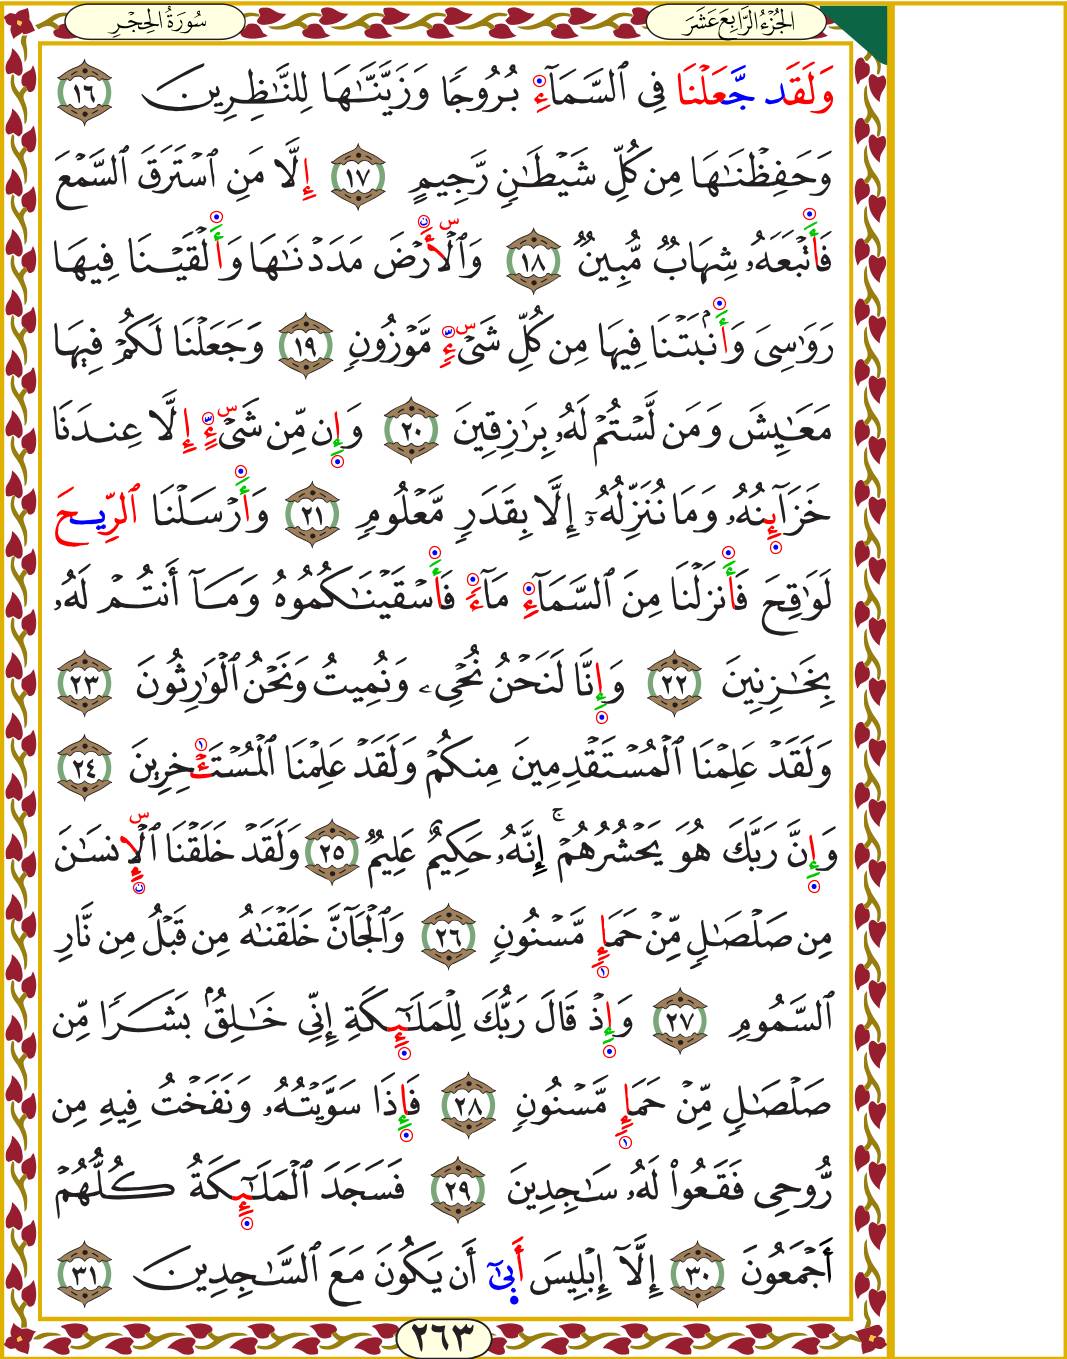 سُورَةُ الحِجْرِ
الجُزْءُ الرَّابِعَ عَشَرَ
وَلَقَد جَّعَلْنَا فِي ٱلسَّمَآءِ بُرُوجًا وَزَيَّنَّٰهَا لِلنَّٰظِرِينَ ١٦
وَحَفِظْنَٰهَا مِن كُلِّ شَيْطَٰنٍ رَّجِيمٍ ١٧ إِلَّا مَنِ ٱسْتَرَقَ ٱلسَّمْعَ
فَأَتْبَعَهُۥ شِهَابٌ مُّبِينٌ ١٨ وَٱلْأَرْضَ مَدَدْنَٰهَا وَأَلْقَيْنَا فِيهَا
رَوَٰسِىَ وَأَنۢبَتْنَا فِيهَا مِن كُلِّ شَىْءٍ مَّوْزُونٍ ١٩ وَجَعَلْنَا لَكُمْ فِيهَا
مَعَٰيِشَ وَمَن لَّسْتُمْ لَهُۥ بِرَٰزِقِينَ ٢٠ وَإِن مِّن شَىْءٍ إِلَّا عِندَنَا
خَزَآئِنُهُۥ وَمَا نُنَزِّلُهُۥٓ إِلَّا بِقَدَرٍ مَّعْلُومٍ ٢١ وَأَرْسَلْنَا ٱلرِّيحَ
لَوَٰقِحَ فَأَنزَلْنَا مِنَ ٱلسَّمَآءِ مَآءً فَأَسْقَيْنَٰكُمُوهُ وَمَآ أَنتُمْ لَهُۥ
بِخَٰزِنِينَ ٢٢ وَإِنَّا لَنَحْنُ نُحْىِۦ وَنُمِيتُ وَنَحْنُ ٱلْوَٰرِثُونَ ٢٣
وَلَقَدْ عَلِمْنَا ٱلْمُسْتَقْدِمِينَ مِنكُمْ وَلَقَدْ عَلِمْنَا ٱلْمُسْتَـْٔخِرِينَ ٢٤
وَإِنَّ رَبَّكَ هُوَ يَحْشُرُهُمْ ۚ إِنَّهُۥ حَكِيمٌ عَلِيمٌ ٢٥ وَلَقَدْ خَلَقْنَا ٱلْإِنسَٰنَ
مِن صَلْصَٰلٍ مِّنْ حَمَإٍ مَّسْنُونٍ ٢٦ وَٱلْجَآنَّ خَلَقْنَٰهُ مِن قَبْلُ مِن نَّارِ
ٱلسَّمُومِ ٢٧ وَإِذْ قَالَ رَبُّكَ لِلْمَلَٰٓئِكَةِ إِنِّى خَٰلِقٌۢ بَشَرًا مِّن
صَلْصَٰلٍ مِّنْ حَمَإٍ مَّسْنُونٍ ٢٨ فَإِذَا سَوَّيْتُهُۥ وَنَفَخْتُ فِيهِ مِن
رُّوحِى فَقَعُوا۟ لَهُۥ سَٰجِدِينَ ٢٩ فَسَجَدَ ٱلْمَلَٰٓئِكَةُ كُلُّهُمْ
أَجْمَعُونَ ٣٠ إِلَّآ إِبْلِيسَ أَبَىٰٓ أَن يَكُونَ مَعَ ٱلسَّٰجِدِينَ ٣١
٢٦٣